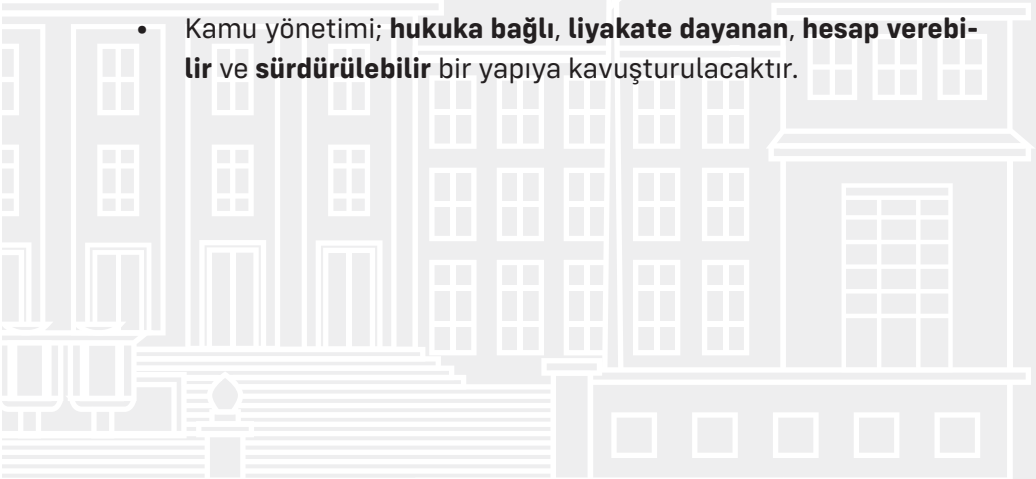 • Kamu yönetimi; hukuka bağlı, liyakate dayanan, hesap verebi-
lir ve sürdürülebilir bir yapıya kavuşturulacaktır.